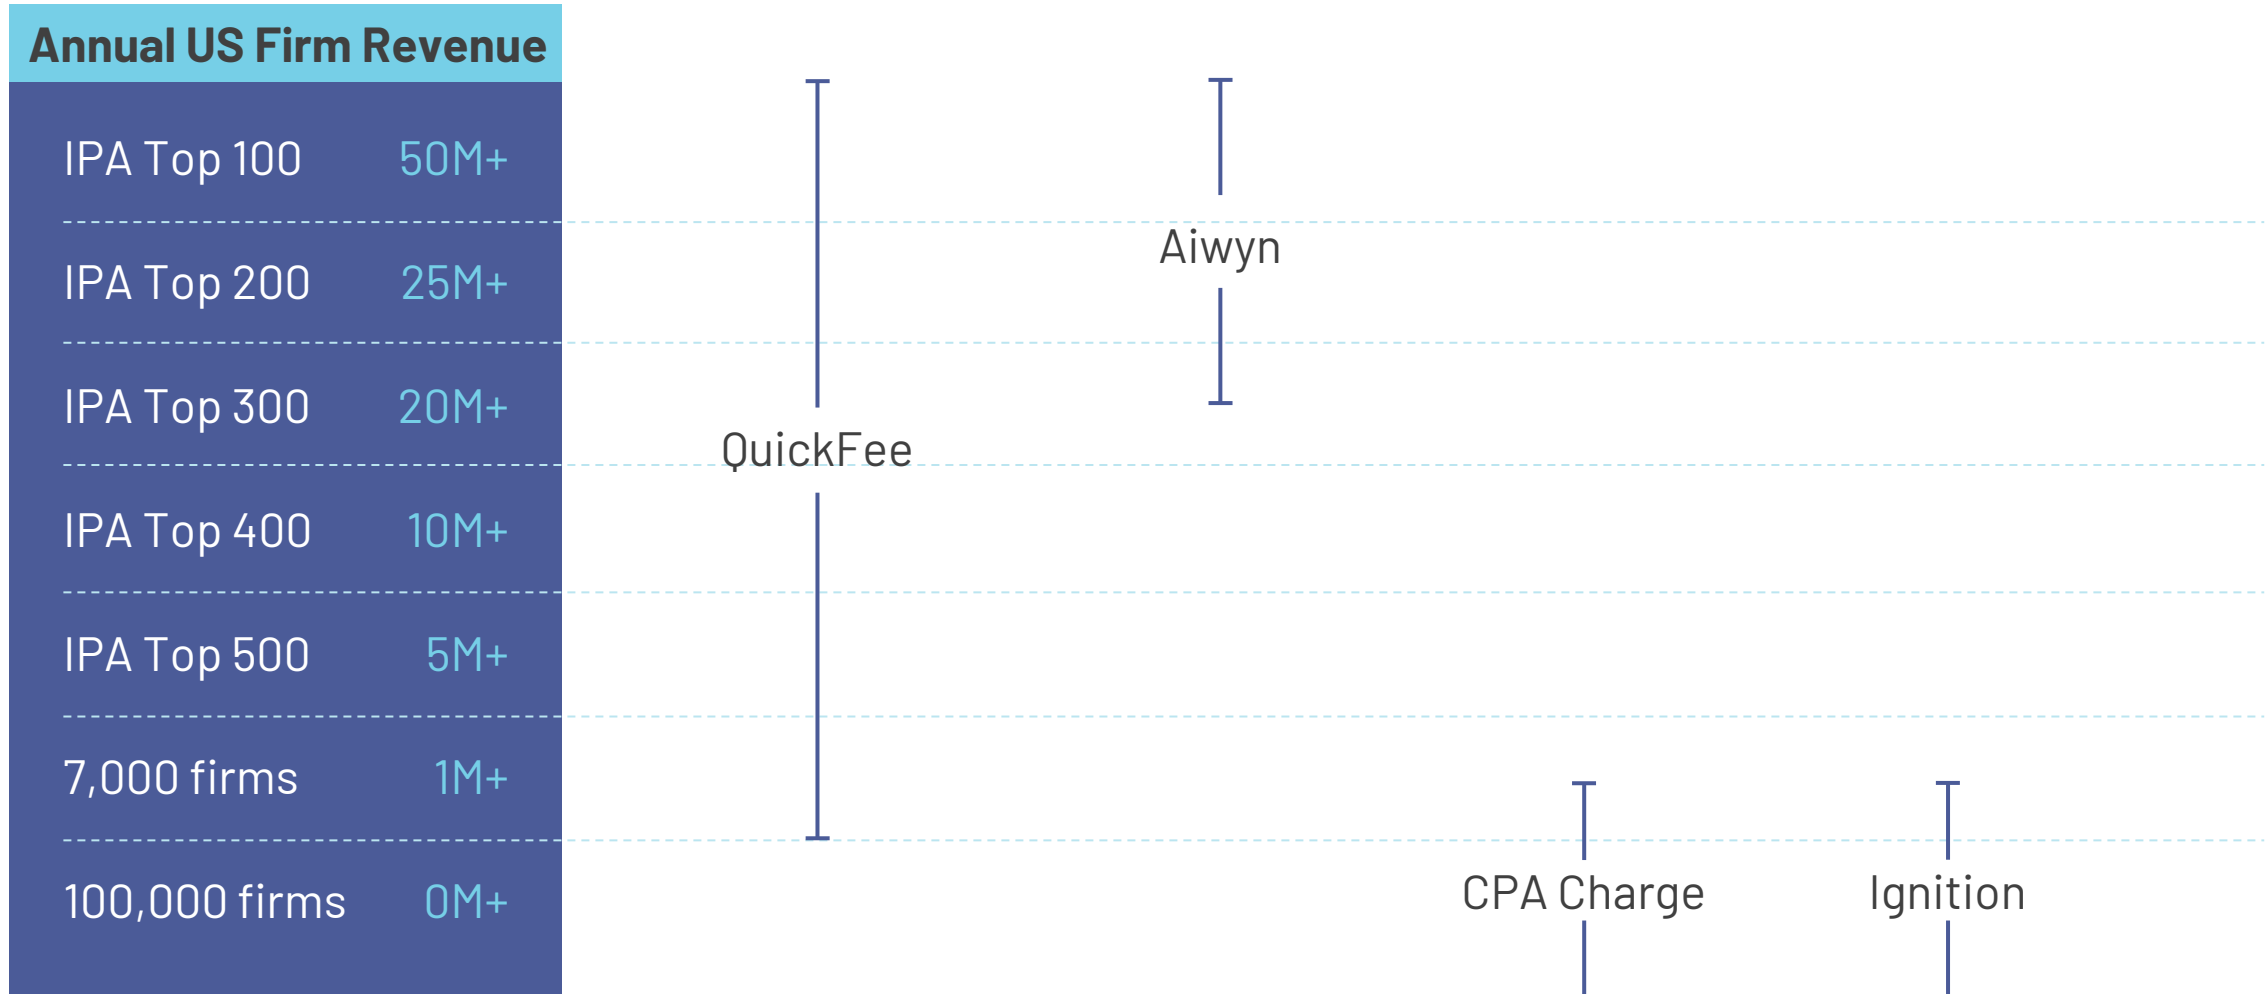 Annual US Firm Revenue
IPA Top 100 50M+
Aiwyn
IPA Top 200 25M+
IPA Top 300 20M+
QuickFee
IPA Top 400 10M+
IPA Top 500 5M+
7,000 firms 1M+
100,000 firms 0M+
CPA Charge
Ignition